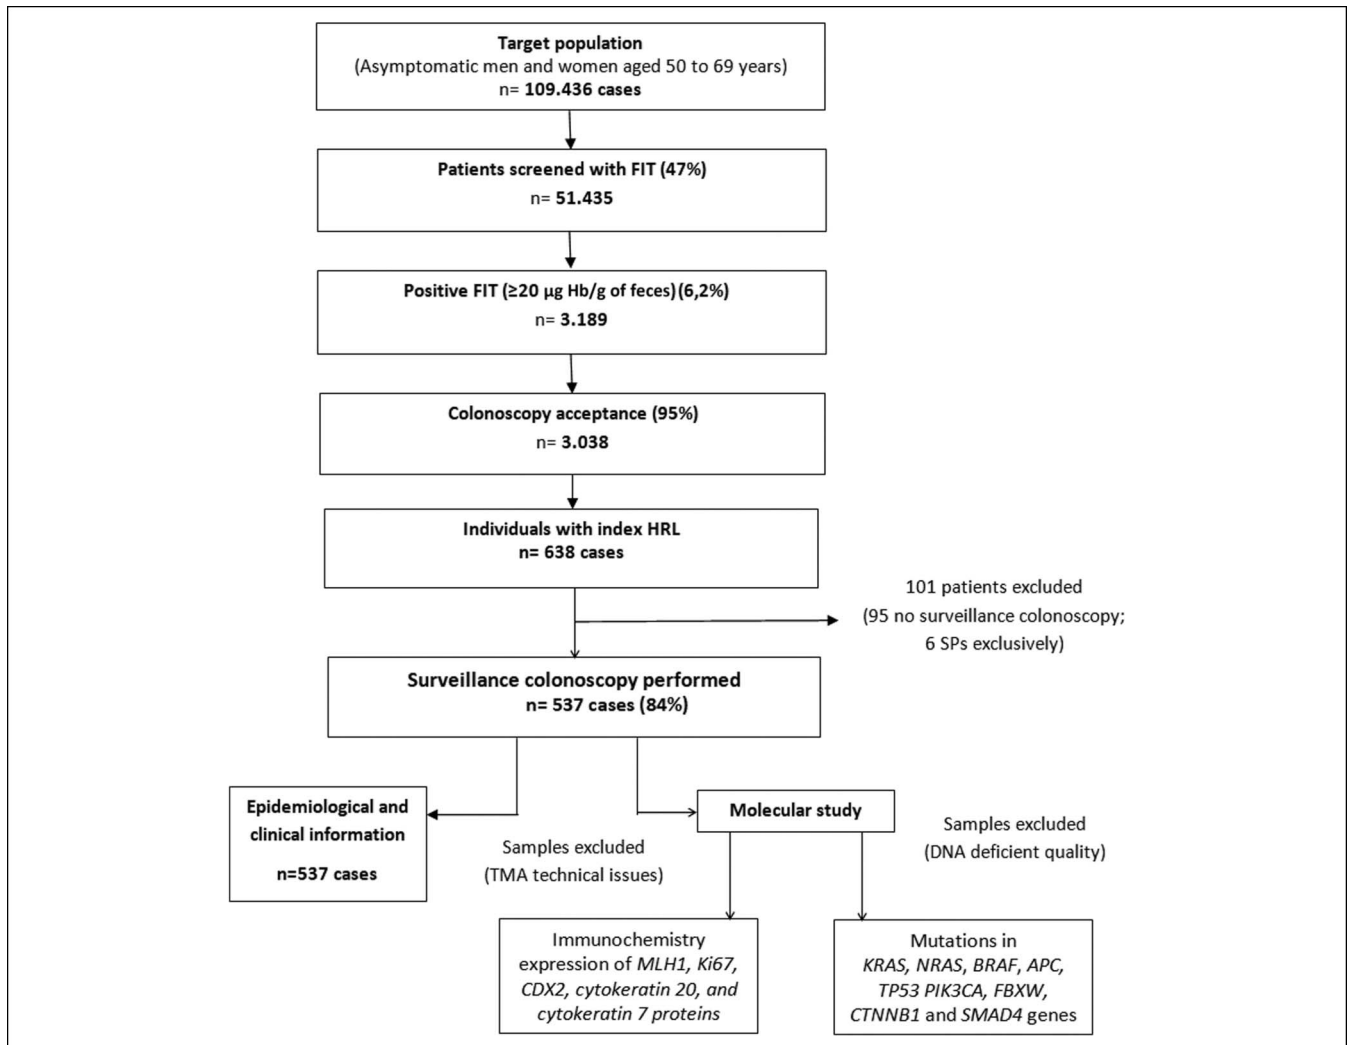 Target population
(Asymptomatic men and women aged 50 to 69 years)
n= 109.436 cases
Patients screened with FIT (47%)
n= 51.435
Positive FIT (≥20 µg Hb/g of feces) (6,2%)
n= 3.189
Colonoscopy acceptance (95%)
n= 3.038
Individuals with index HRL
n= 638 cases
101 patients excluded
(95 no surveillance colonoscopy;
6 SPs exclusively)
Surveillance colonoscopy performed
n= 537 cases (84%)
Epidemiological and
clinical information
n=537 cases
Molecular study
Samples excluded
(TMA technical issues)
Samples excluded
(DNA deficient quality)
Immunochemistry
expression of MLH1, Ki67,
CDX2, cytokeratin 20, and
cytokeratin 7 proteins
Mutations in
KRAS, NRAS, BRAF, APC,
TP53 PIK3CA, FBXW,
CTNNB1 and SMAD4 genes